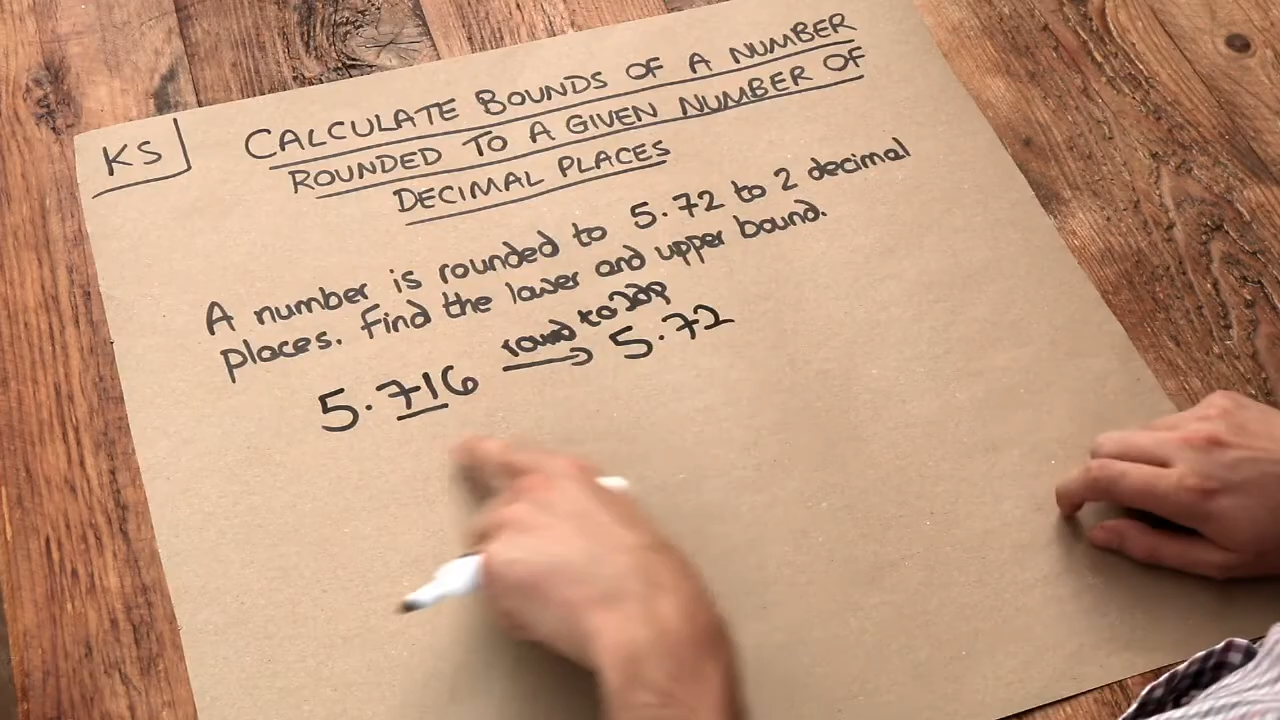 KS
CALCULATE BOUNDS OF A NUMBER
ROUNDED TO A GIVEN NUMBER OF
DECIMAL PLACES
A number is rounded to 5.72 to 2 decimal
places. Find the lower and upper bound.
round to 2dp
5.716 → 5.72